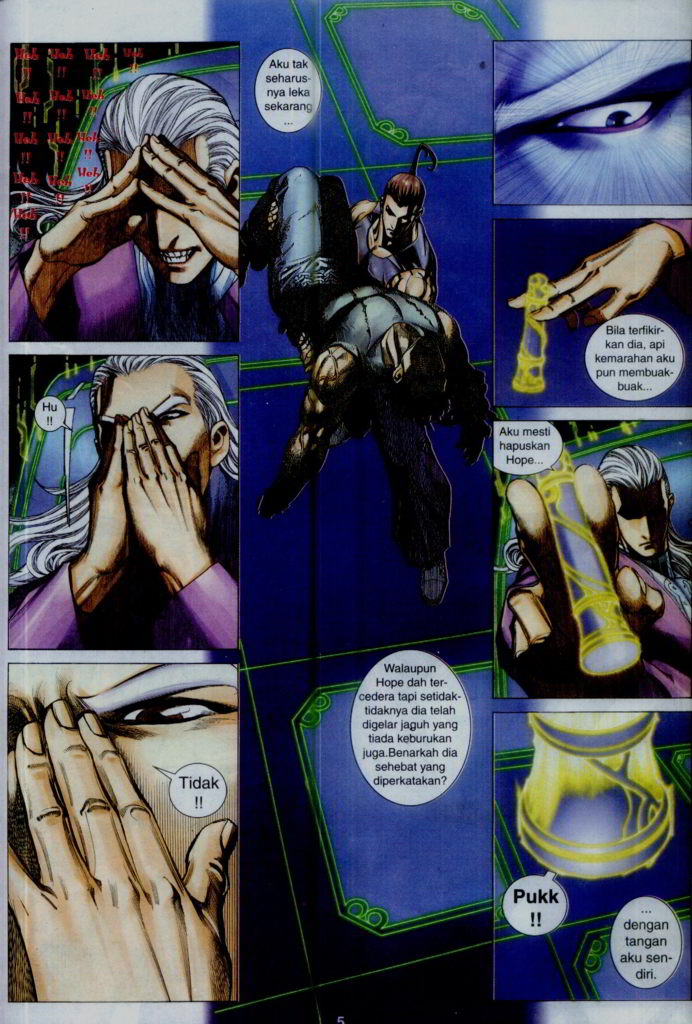 Hu
!!
Tidak
!!
Aku tak
seharus-
nya leka
sekarang
...
Walaupun
Hope dah ter-
cedera tapi setidak-
tidaknya dia telah
digelar jaguh yang
tiada keburukan
juga.Benarkah dia
sehebat yang
diperkatakan?
Bila terfikir-
kan dia, api
kemarahan aku
pun membuak-
buak...
Aku mesti
hapuskan
Hope...
Pukk
!!
...
dengan
tangan
aku sen-
diri.
5